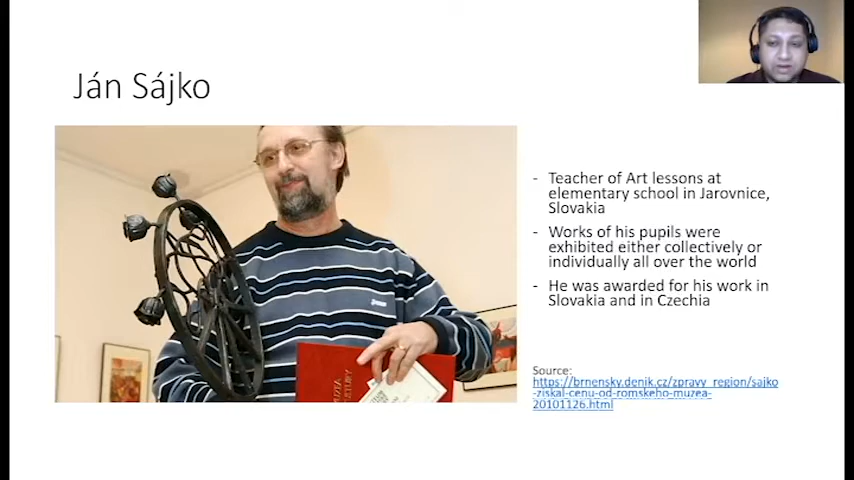 Ján Sájko
- Teacher of Art lessons at
elementary school in Jarovnice,
Slovakia
- Works of his pupils were
exhibited either collectively or
individually all over the world
- He was awarded for his work in
Slovakia and in Czechia
Source:
https://brnensky.denik.cz/zpravy_region/sajko
-ziskal-cenu-od-romskeho-muzea-
20101126.html